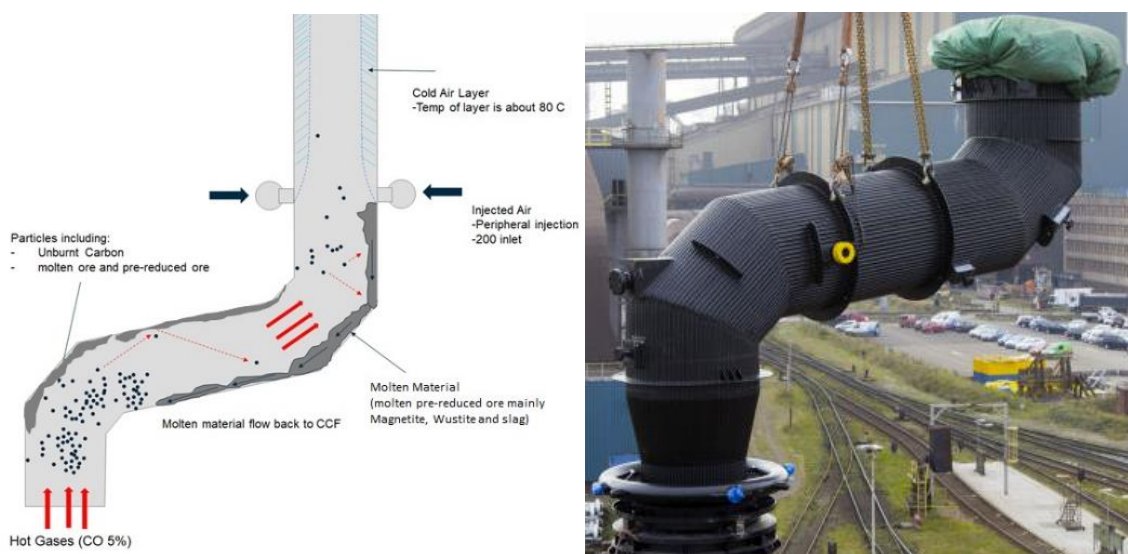 Cold Air Layer
-Temp of layer is about 80 C
Injected Air
-Peripheral injection
-200 inlet
Particles including:
- Unburnt Carbon
- molten ore and pre-reduced ore
Molten Material
(molten pre-reduced ore mainly
Magnetite, Wustite and slag)
Molten material flow back to CCF
Hot Gases (CO 5%)